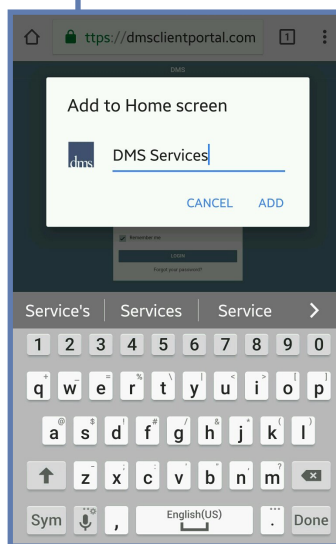 ttps://dmsclientportal.com 1
DMS
Add to Home screen
dms
DMS Services
CANCEL ADD
Remember me
LOGIN
Forgot your password?
Service's Services Service
1 2 3 4 5 6 7 8 9 0
+ = % \ | < > [ ]
q w e r t y u i o p
@ $ ! # / & * ( )
a s d f g h j k l
z x c v b n m
Sym , English(US) . Done